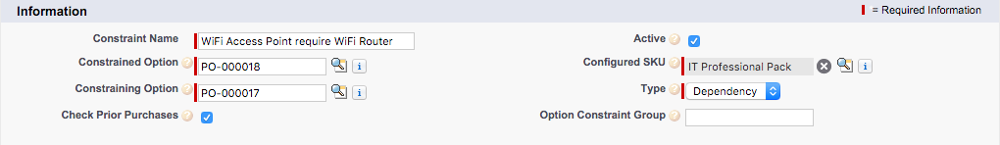 Information
= Required Information
Constraint Name WiFi Access Point require WiFi Router Active ?
Constrained Option ? PO-000018 i Configured SKU ? IT Professional Pack i
Constraining Option ? PO-000017 i Type ? Dependency
Check Prior Purchases ? Option Constraint Group ?